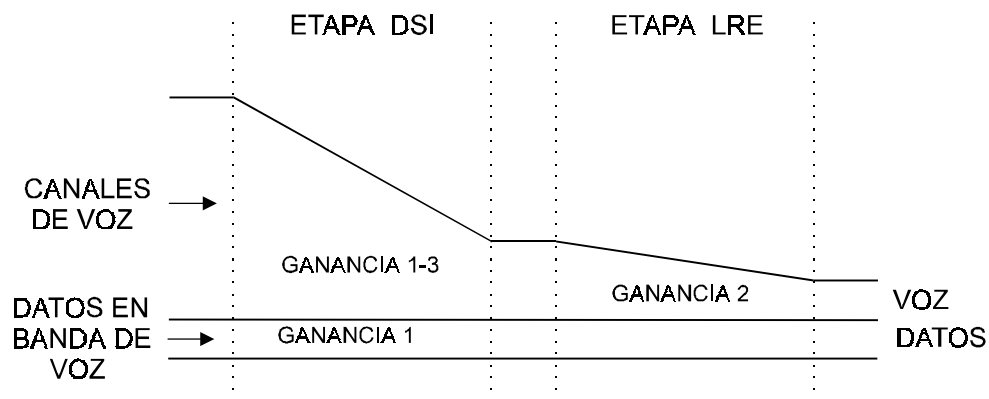 ETAPA DSI
ETAPA LRE
CANALES
DE VOZ
GANANCIA 1-3
GANANCIA 2
VOZ
DATOS EN
BANDA DE
VOZ
GANANCIA 1
DATOS